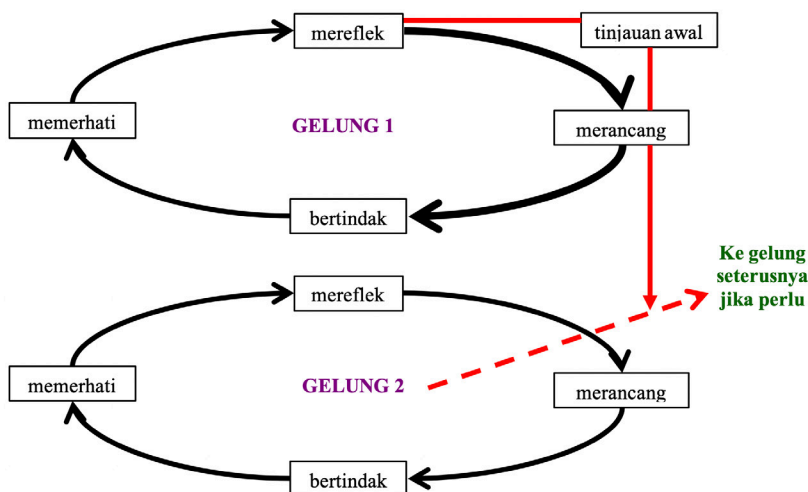 mereflek
tinjauan awal
memerhati
GELUNG 1
merancang
bertindak
Ke gelung
seterusnya
jika perlu
mereflek
memerhati
GELUNG 2
merancang
bertindak